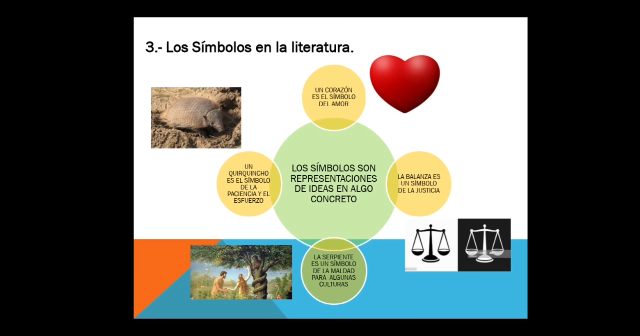 3.- Los Símbolos en la literatura.
UN CORAZÓN
ES EL SÍMBOLO
DEL AMOR
UN
QUIRQUINCHO
ES EL SÍMBOLO
DE LA
PACIENCIA Y EL
ESFUERZO
LOS SÍMBOLOS SON
REPRESENTACIONES
DE IDEAS EN ALGO
CONCRETO
LA BALANZA ES
UN SÍMBOLO
DE LA JUSTICIA
LA SERPIENTE
ES UN SÍMBOLO
DE LA MALDAD
PARA ALGUNAS
CULTURAS